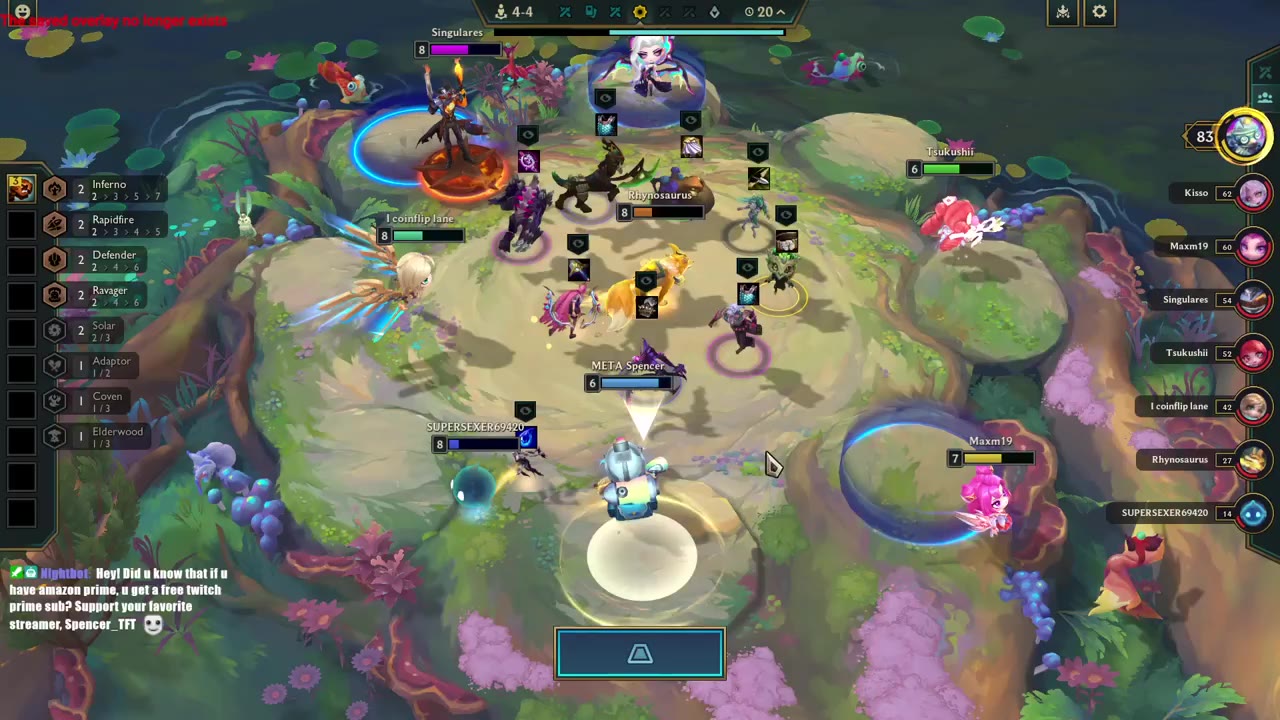 The saved overlay no longer exists
4-4
20
Singulares
8
Tsukushii
6
83
Kisso 62
Maxm19 60
Singulares 54
Tsukushii 52
I coinflip lane 42
Rhynosaurus 27
SUPERSEXER69420 14
2 Inferno
2 > 3 > 5 > 7
2 Rapidfire
2 > 3 > 4 > 5
2 Defender
2 > 4 > 6
2 Ravager
2 > 4 > 6
2 Solar
2 / 3
1 Adaptor
1 / 2
1 Coven
1 / 3
1 Elderwood
1 / 3
Rhynosaurus
8
I coinflip lane
8
META Spencer
6
SUPERSEXER69420
8
Maxm19
7
Nightbot: Hey! Did u know that if u
have amazon prime, u get a free twitch
prime sub? Support your favorite
streamer, Spencer_TFT